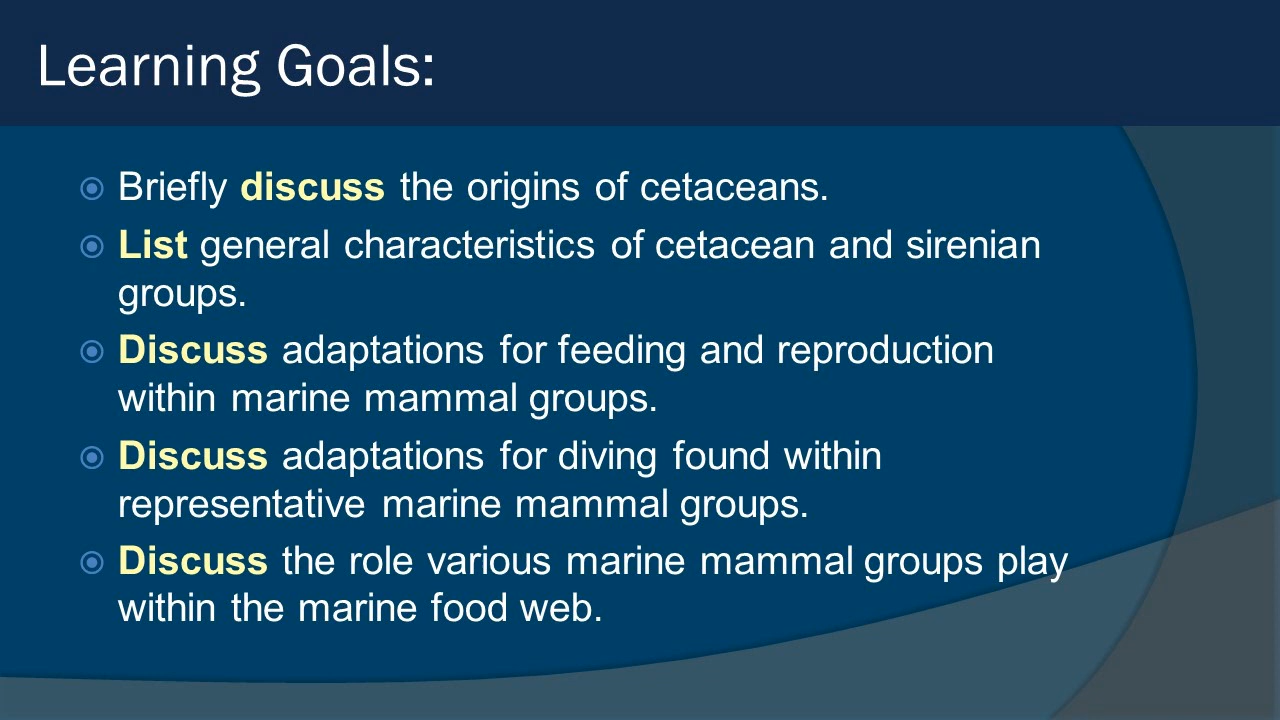 Learning Goals:
Briefly discuss the origins of cetaceans.
List general characteristics of cetacean and sirenian
groups.
Discuss adaptations for feeding and reproduction
within marine mammal groups.
Discuss adaptations for diving found within
representative marine mammal groups.
Discuss the role various marine mammal groups play
within the marine food web.